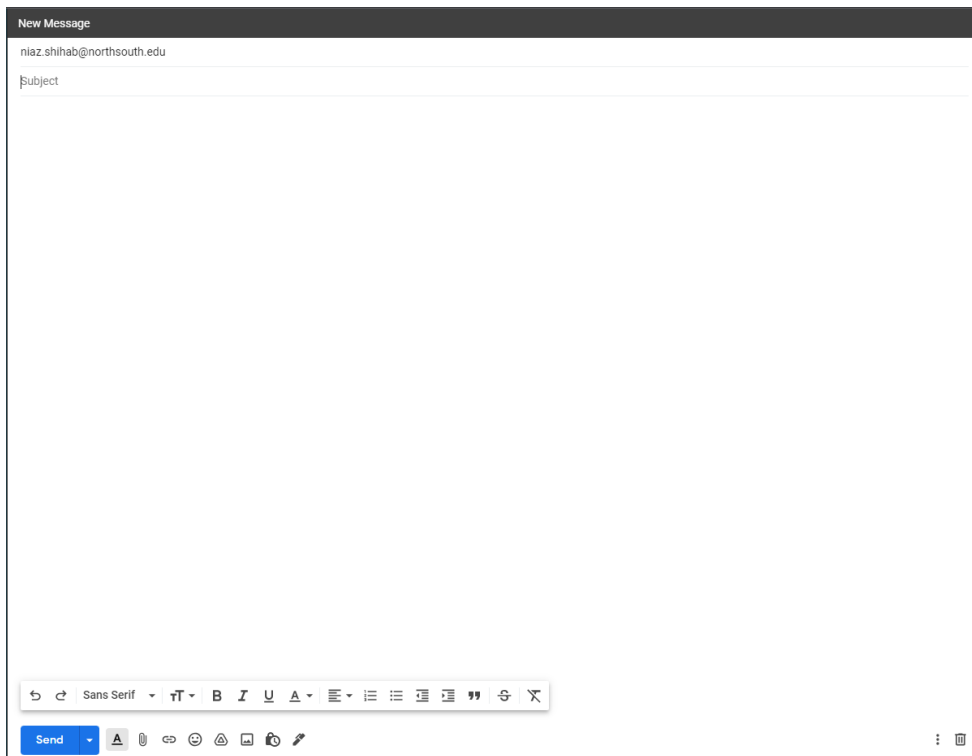 New Message
niaz.shihab@northsouth.edu
Subject
Sans Serif
Send